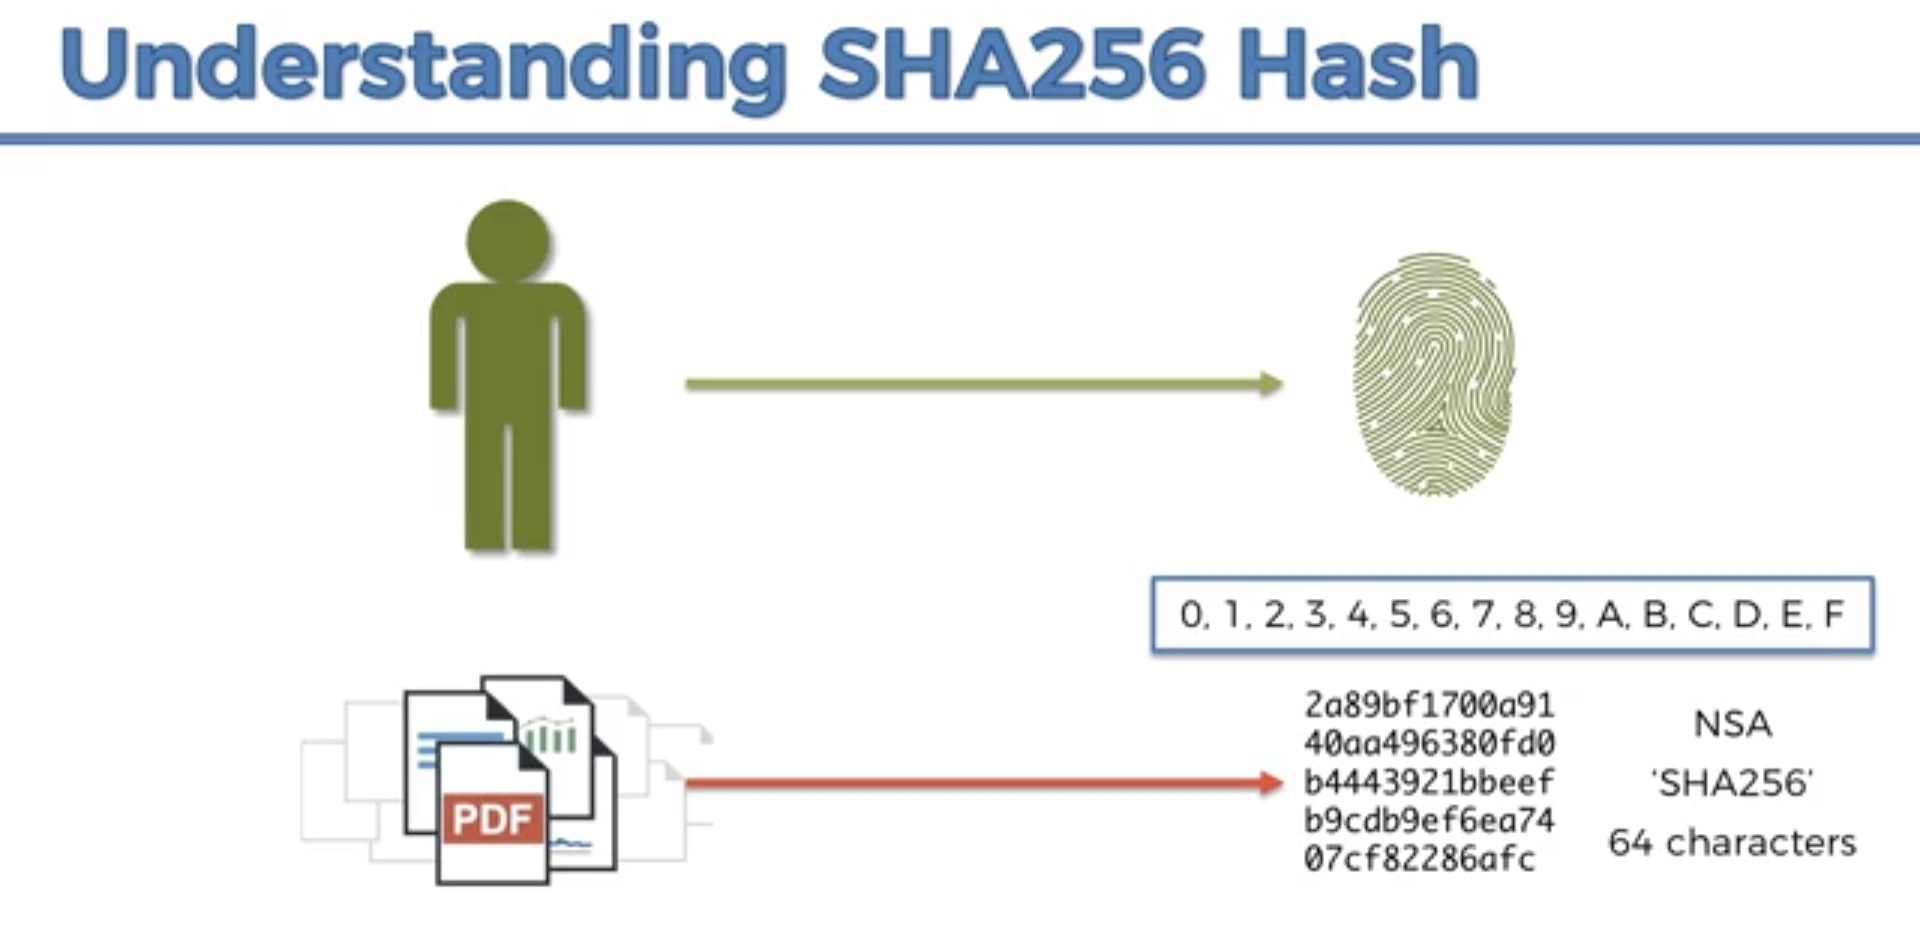 Understanding SHA256 Hash
0, 1, 2, 3, 4, 5, 6, 7, 8, 9, A, B, C, D, E, F
2a89bf1700a91
40aa496380fd0
b4443921bbeef
b9cdb9ef6ea74
07cf82286afc
NSA
'SHA256'
64 characters
PDF